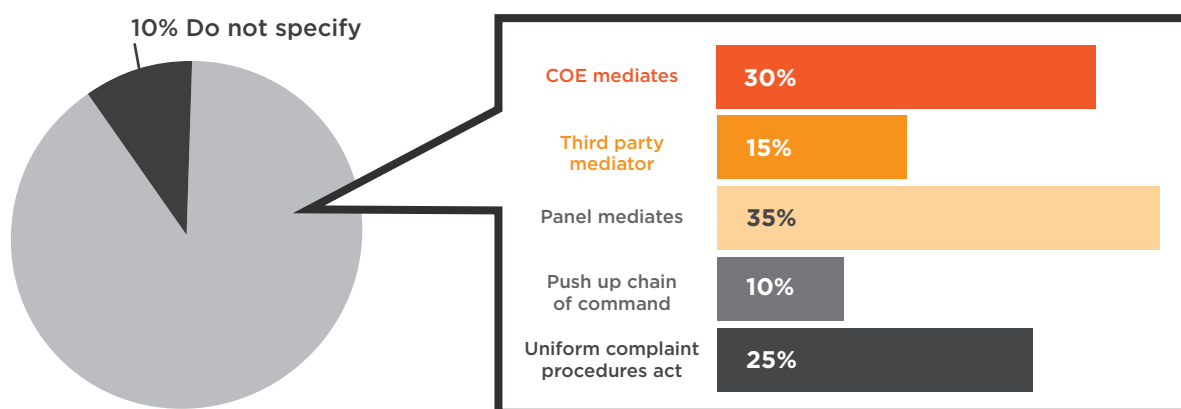 10% Do not specify
COE mediates
30%
Third party
mediator
15%
Panel mediates
35%
Push up chain
of command
10%
Uniform complaint
procedures act
25%